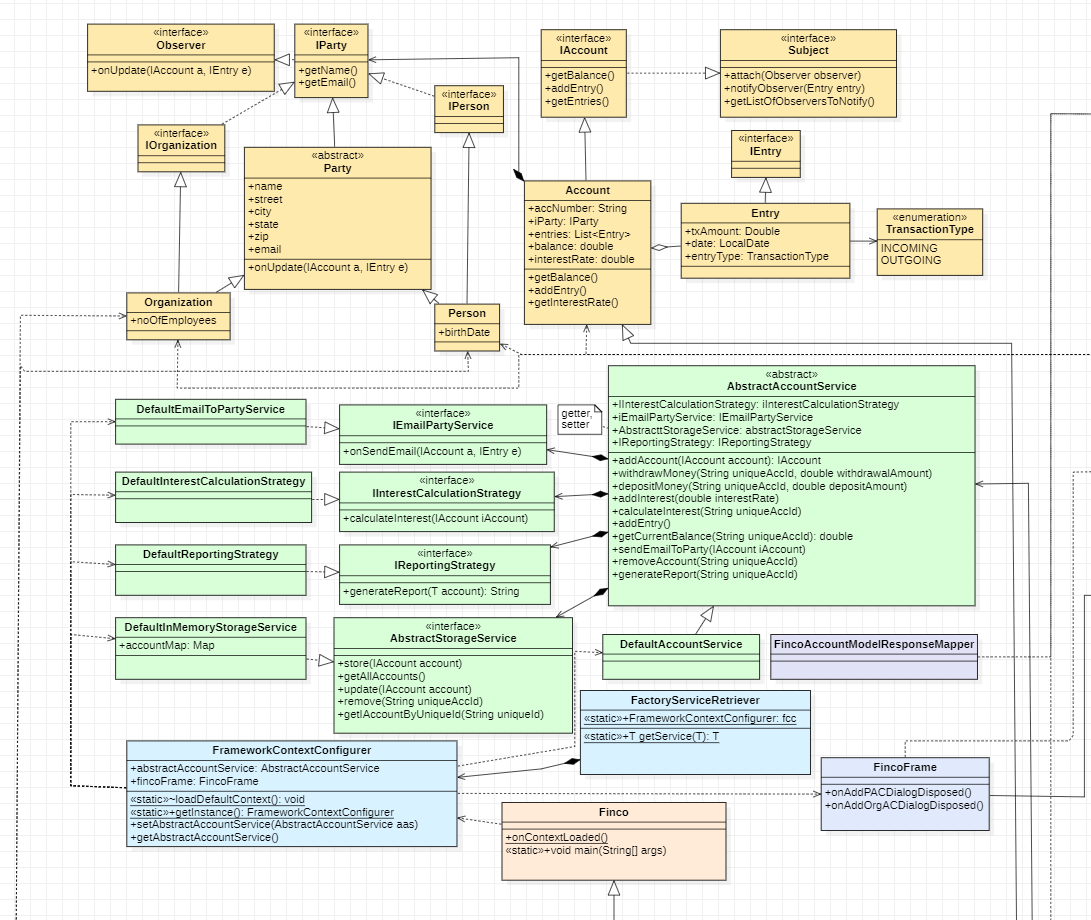 «interface»
Observer
+onUpdate(IAccount a, IEntry e)
«interface»
IParty
+getName()
+getEmail()
«interface»
IPerson
«interface»
IOrganization
«interface»
IAccount
+getBalance()
+addEntry()
+getEntries()
«interface»
Subject
+attach(Observer observer)
+notifyObserver(Entry entry)
+getListOfObserversToNotify()
«interface»
IEntry
«abstract»
Party
+name
+street
+city
+state
+zip
+email
+onUpdate(IAccount a, IEntry e)
Account
+accNumber: String
+iParty: IParty
+entries: List<Entry>
+balance: double
+interestRate: double
+getBalance()
+addEntry()
+getInterestRate()
Entry
+txAmount: Double
+date: LocalDate
+entryType: TransactionType
«enumeration»
TransactionType
INCOMING
OUTGOING
Organization
+noOfEmployees
Person
+birthDate
«abstract»
AbstractAccountService
+IInterestCalculationStrategy: iInterestCalculationStrategy
+iEmailPartyService: IEmailPartyService
+AbsttractStorageService: abstractStorageService
+IReportingStrategy: IReportingStrategy
+addAccount(IAccount account): IAccount
+withdrawMoney(String uniqueAccId, double withdrawalAmount)
+depositMoney(String uniqueAccId, double depositAmount)
+addInterest(double interestRate)
+calculateInterest(String uniqueAccId)
+addEntry()
+getCurrentBalance(String uniqueAccId): double
+sendEmailToParty(IAccount iAccount)
+removeAccount(String uniqueAccId)
+generateReport(String uniqueAccId)
getter,
setter
DefaultEmailToPartyService
«interface»
IEmailPartyService
+onSendEmail(IAccount a, IEntry e)
DefaultInterestCalculationStrategy
«interface»
IInterestCalculationStrategy
+calculateInterest(IAccount iAccount)
DefaultReportingStrategy
«interface»
IReportingStrategy
+generateReport(T account): String
DefaultInMemoryStorageService
+accountMap: Map
«interface»
AbstractStorageService
+store(IAccount account)
+getAllAccounts()
+update(IAccount account)
+remove(String uniqueAccId)
+getIAccountByUniqueId(String uniqueId)
DefaultAccountService
FincoAccountModelResponseMapper
FactoryServiceRetriever
«static»+FrameworkContextConfigurer: fcc
«static»+T getService(T): T
FrameworkContextConfigurer
+abstractAccountService: AbstractAccountService
+fincoFrame: FincoFrame
«static»~loadDefaultContext(): void
«static»+getInstance(): FrameworkContextConfigurer
+setAbstractAccountService(AbstractAccountService aas)
+getAbstractAccountService()
FincoFrame
+onAddPACDialogDisposed()
+onAddOrgACDialogDisposed()
Finco
+onContextLoaded()
«static»+void main(String[] args)